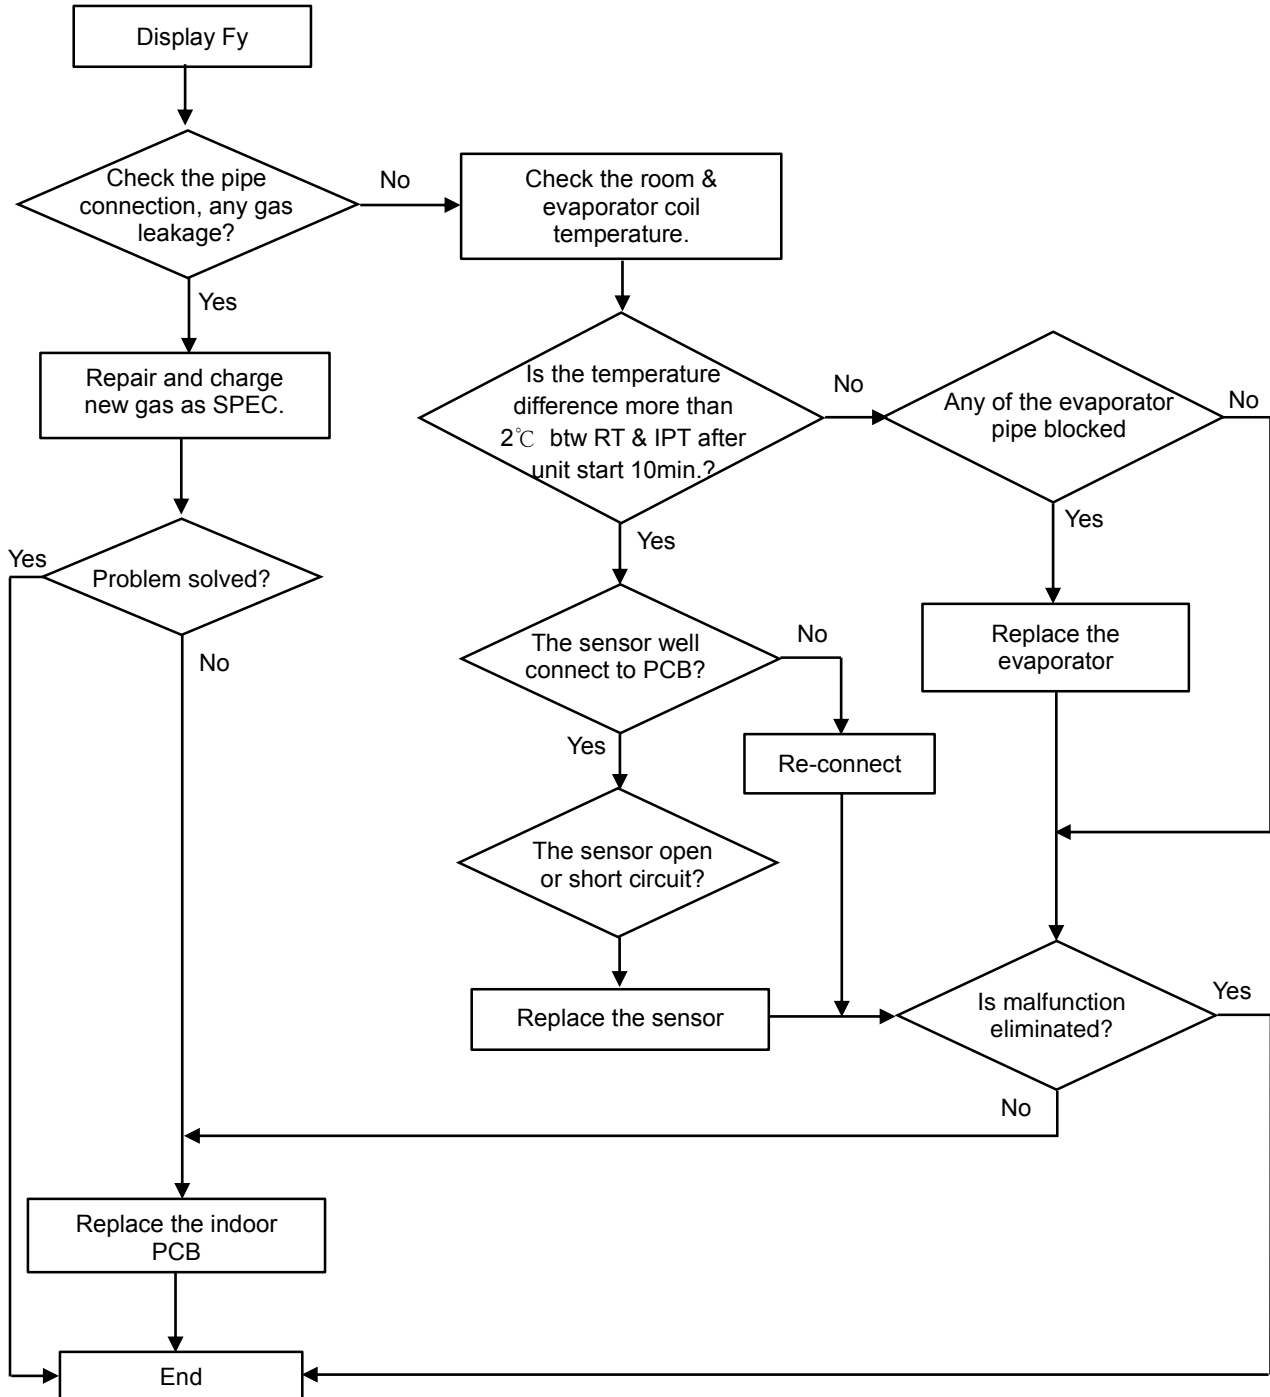 Display Fy
Check the pipe
connection, any gas
leakage?
No
Check the room &
evaporator coil
temperature.
Yes
Repair and charge
new gas as SPEC.
Is the temperature
difference more than
2℃ btw RT & IPT after
unit start 10min.?
No
Any of the evaporator
pipe blocked
No
Yes
Yes
Yes
Problem solved?
No
The sensor well
connect to PCB?
No
Replace the
evaporator
Yes
Re-connect
The sensor open
or short circuit?
Replace the sensor
Is malfunction
eliminated?
Yes
No
Replace the indoor
PCB
End